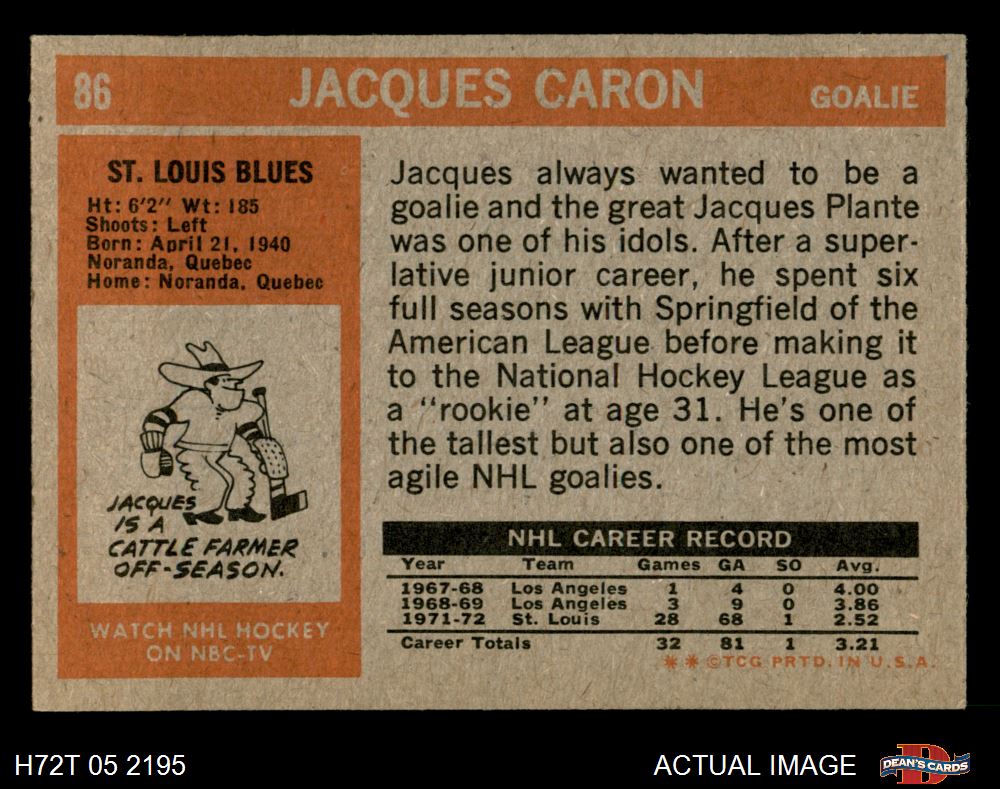 86 JACQUES CARON GOALIE
ST. LOUIS BLUES
Ht: 6'2" Wt: 185
Shoots: Left
Born: April 21, 1940
Noranda, Quebec
Home: Noranda, Quebec
JACQUES
IS A
CATTLE FARMER
OFF-SEASON.
WATCH NHL HOCKEY
ON NBC-TV
Jacques always wanted to be a
goalie and the great Jacques Plante
was one of his idols. After a super-
lative junior career, he spent six
full seasons with Springfield of the
American League before making it
to the National Hockey League as
a "rookie" at age 31. He's one of
the tallest but also one of the most
agile NHL goalies.
NHL CAREER RECORD
Year Team Games GA SO Avg.
1967-68 Los Angeles 1 4 0 4.00
1968-69 Los Angeles 3 9 0 3.86
1971-72 St. Louis 28 68 1 2.52
Career Totals 32 81 1 3.21
** ©TCG PRTD. IN U.S.A.
H72T 05 2195 ACTUAL IMAGE DEAN'S CARDS